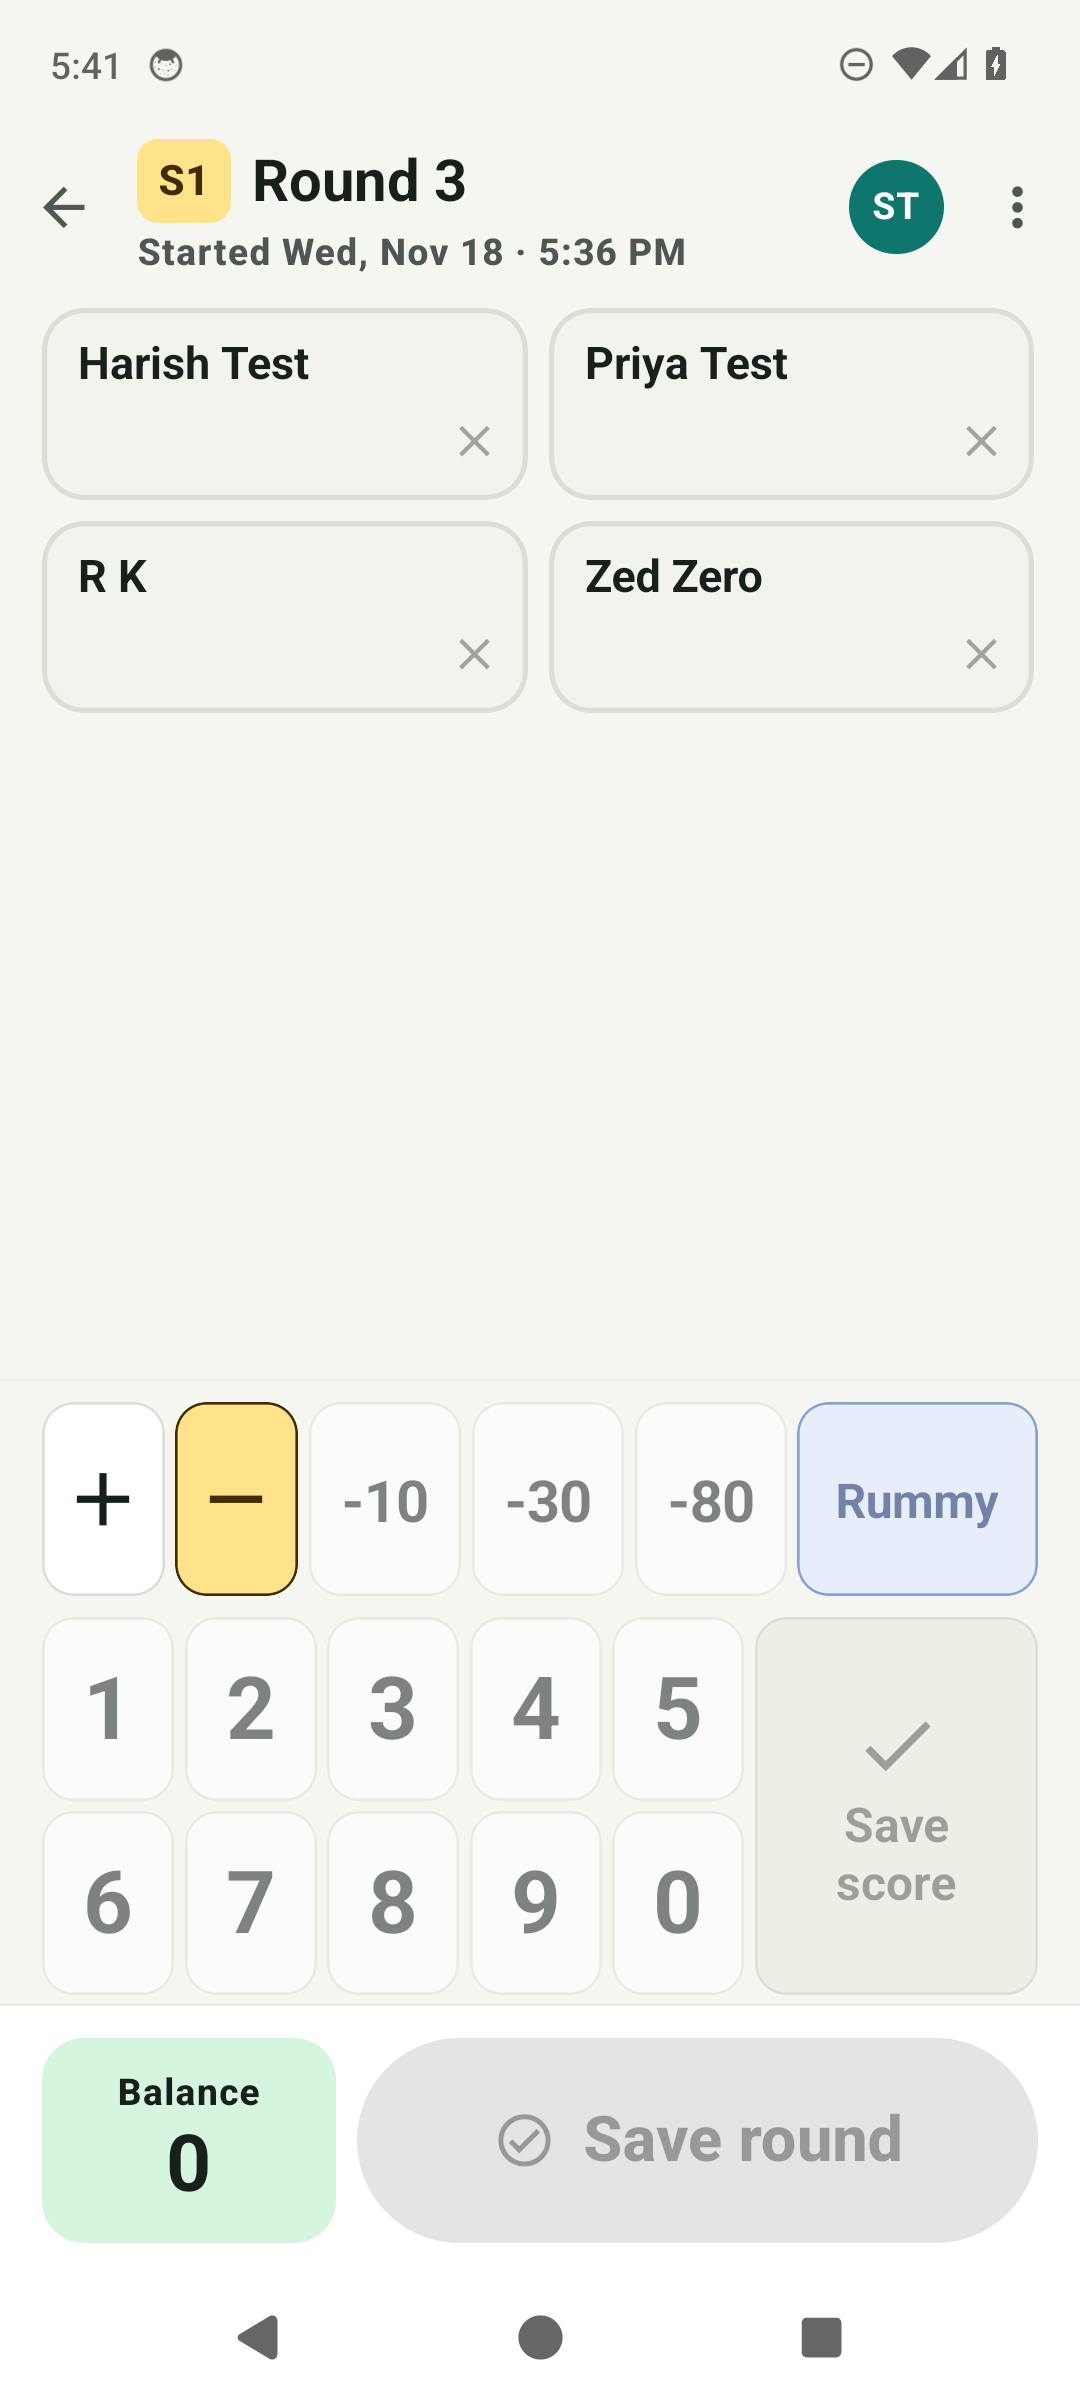 5:41
S1 Round 3
Started Wed, Nov 18 · 5:36 PM
ST
Harish Test
Priya Test
R K
Zed Zero
+ − -10 -30 -80 Rummy
1 2 3 4 5
6 7 8 9 0
Save
score
Balance
0
Save round